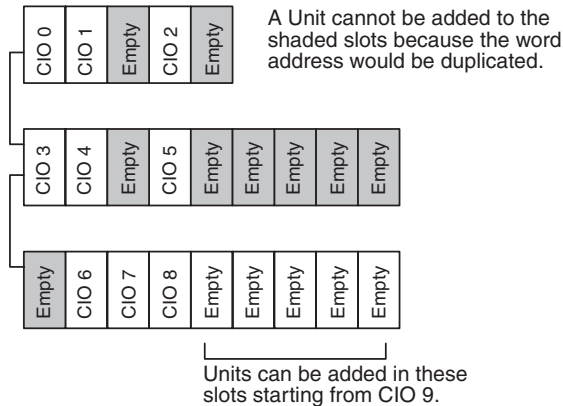 CIO 0
CIO 1
Empty
CIO 2
Empty
A Unit cannot be added to the
shaded slots because the word
address would be duplicated.
CIO 3
CIO 4
Empty
CIO 5
Empty
Empty
Empty
Empty
Empty
Empty
CIO 6
CIO 7
CIO 8
Empty
Empty
Empty
Empty
Empty
Units can be added in these
slots starting from CIO 9.